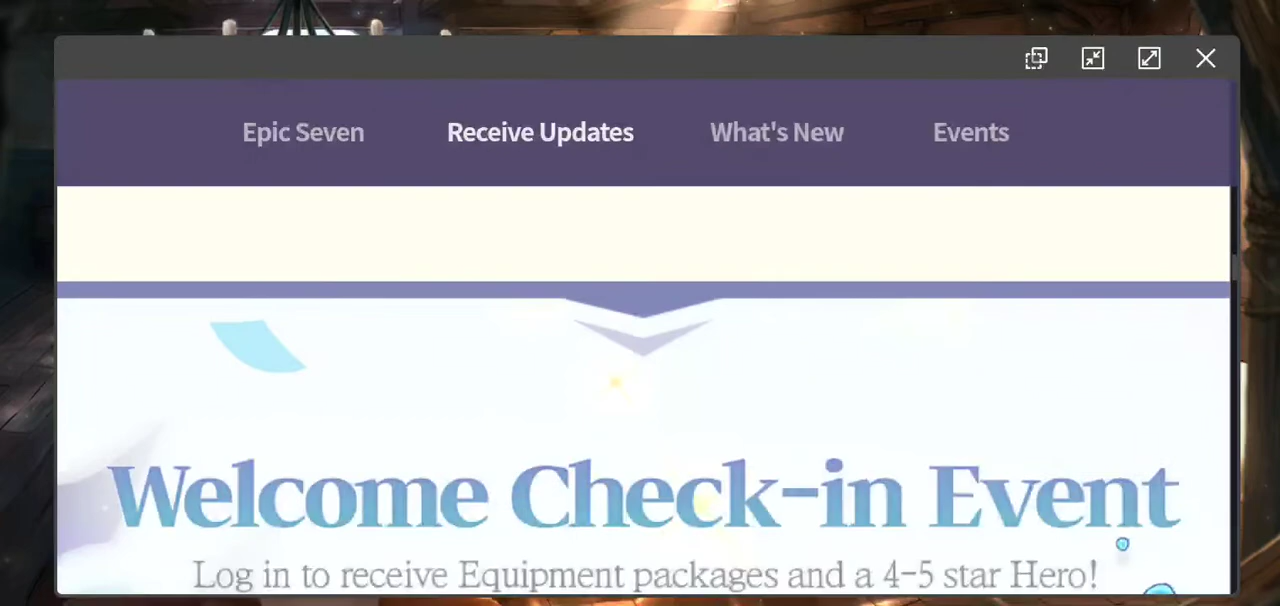 Epic Seven Receive Updates What's New Events
Welcome Check-in Event
Log in to receive Equipment packages and a 4-5 star Hero!